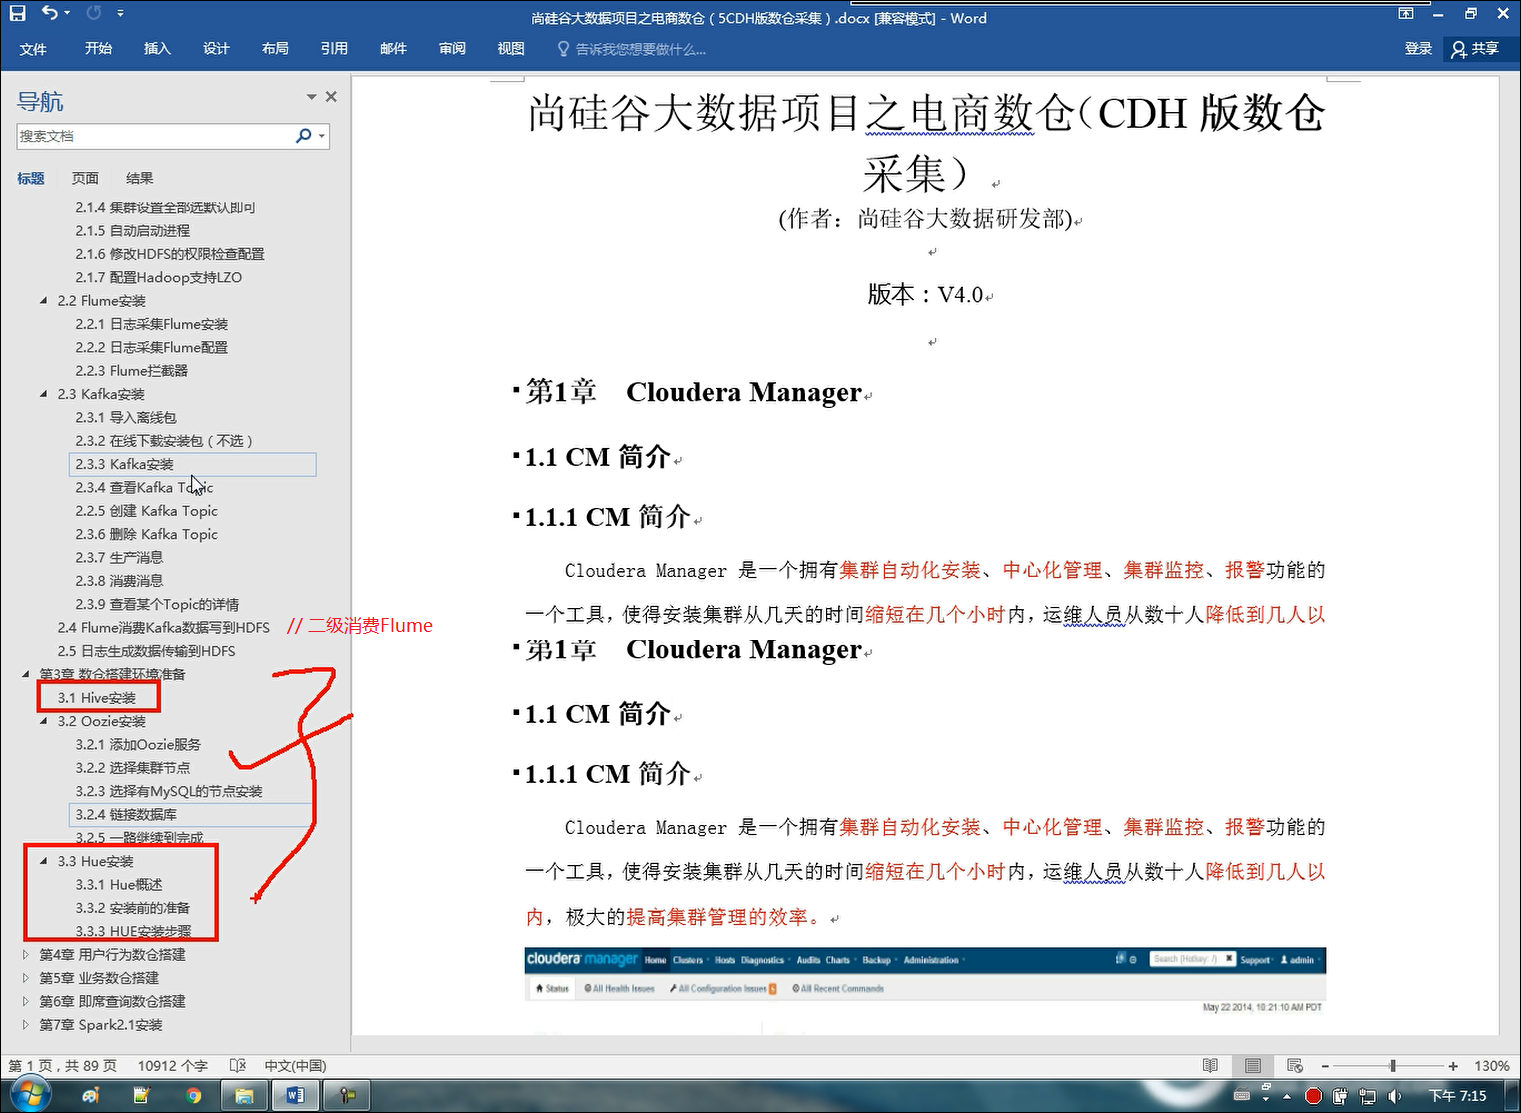 尚硅谷大数据项目之电商数仓（5CDH版数仓采集）.docx [兼容模式] - Word
文件 开始 插入 设计 布局 引用 邮件 审阅 视图 告诉我您想要做什么... 登录 共享
导航
搜索文档
标题 页面 结果
2.1.4 集群设置全部选默认即可
2.1.5 自动启动进程
2.1.6 修改HDFS的权限检查配置
2.1.7 配置Hadoop支持LZO
2.2 Flume安装
2.2.1 日志采集Flume安装
2.2.2 日志采集Flume配置
2.2.3 Flume拦截器
2.3 Kafka安装
2.3.1 导入离线包
2.3.2 在线下载安装包（不选）
2.3.3 Kafka安装
2.3.4 查看Kafka Topic
2.2.5 创建 Kafka Topic
2.3.6 删除 Kafka Topic
2.3.7 生产消息
2.3.8 消费消息
2.3.9 查看某个Topic的详情
2.4 Flume消费Kafka数据写到HDFS // 二级消费Flume
2.5 日志生成数据传输到HDFS
第3章 数仓搭建环境准备
3.1 Hive安装
3.2 Oozie安装
3.2.1 添加Oozie服务
3.2.2 选择集群节点
3.2.3 选择有MySQL的节点安装
3.2.4 链接数据库
3.2.5 一路继续到完成
3.3 Hue安装
3.3.1 Hue概述
3.3.2 安装前的准备
3.3.3 HUE安装步骤
第4章 用户行为数仓搭建
第5章 业务数仓搭建
第6章 即席查询数仓搭建
第7章 Spark2.1安装
尚硅谷大数据项目之电商数仓（CDH 版数仓
采集）
(作者：尚硅谷大数据研发部)
版本：V4.0
第1章 Cloudera Manager
1.1 CM 简介
1.1.1 CM 简介
Cloudera Manager 是一个拥有集群自动化安装、中心化管理、集群监控、报警功能的
一个工具，使得安装集群从几天的时间缩短在几个小时内，运维人员从数十人降低到几人以
第1章 Cloudera Manager
1.1 CM 简介
1.1.1 CM 简介
Cloudera Manager 是一个拥有集群自动化安装、中心化管理、集群监控、报警功能的
一个工具，使得安装集群从几天的时间缩短在几个小时内，运维人员从数十人降低到几人以
内，极大的提高集群管理的效率。
cloudera manager Home Clusters Hosts Diagnostics Audits Charts Backup Administration Search (Hotkey: /) Support admin
Status All Health Issues All Configuration Issues All Recent Commands
May 22 2014, 10:21:10 AM PDT
第 1 页，共 89 页 10912 个字 中文(中国) 130%
下午 7:15